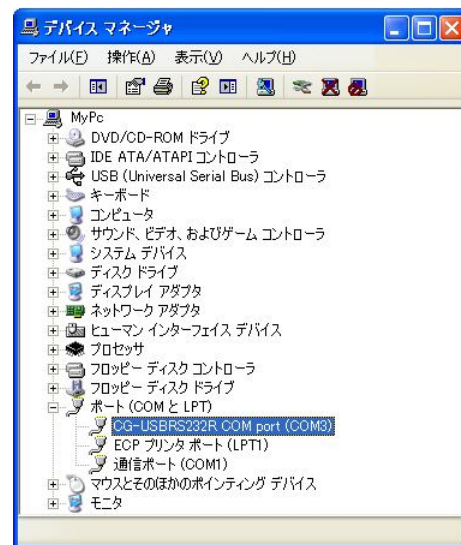 デバイス マネージャ
ファイル(F) 操作(A) 表示(V) ヘルプ(H)
MyPc
DVD/CD-ROM ドライブ
IDE ATA/ATAPI コントローラ
USB (Universal Serial Bus) コントローラ
キーボード
コンピュータ
サウンド、ビデオ、およびゲーム コントローラ
システム デバイス
ディスク ドライブ
ディスプレイ アダプタ
ネットワーク アダプタ
ヒューマン インターフェイス デバイス
プロセッサ
フロッピー ディスク コントローラ
フロッピー ディスク ドライブ
ポート (COM と LPT)
CG-USBRS232R COM port (COM3)
ECP プリンタ ポート (LPT1)
通信ポート (COM1)
マウスとそのほかのポインティング デバイス
モニタ